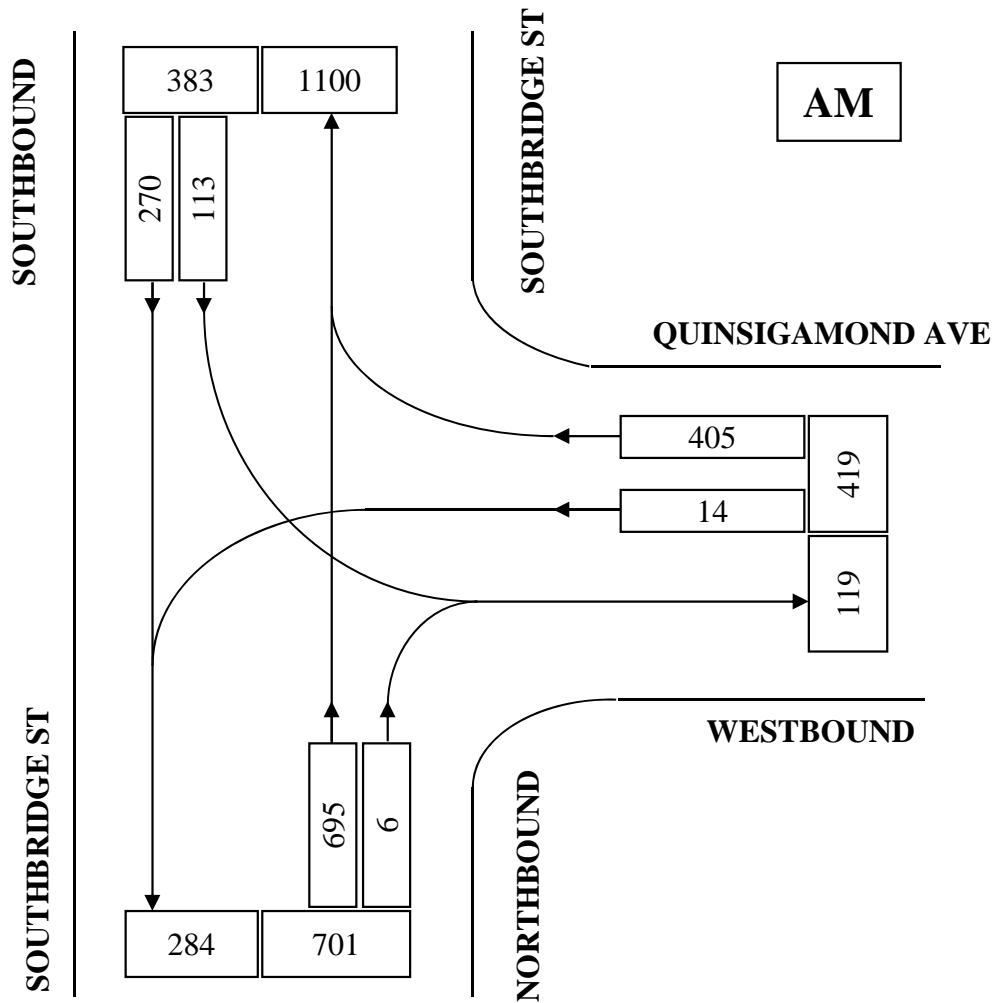 SOUTHBOUND
383
1100
SOUTHBRIDGE ST
AM
270
113
QUINSIGAMOND AVE
405
419
14
119
SOUTHBRIDGE ST
WESTBOUND
695
6
NORTHBOUND
284
701